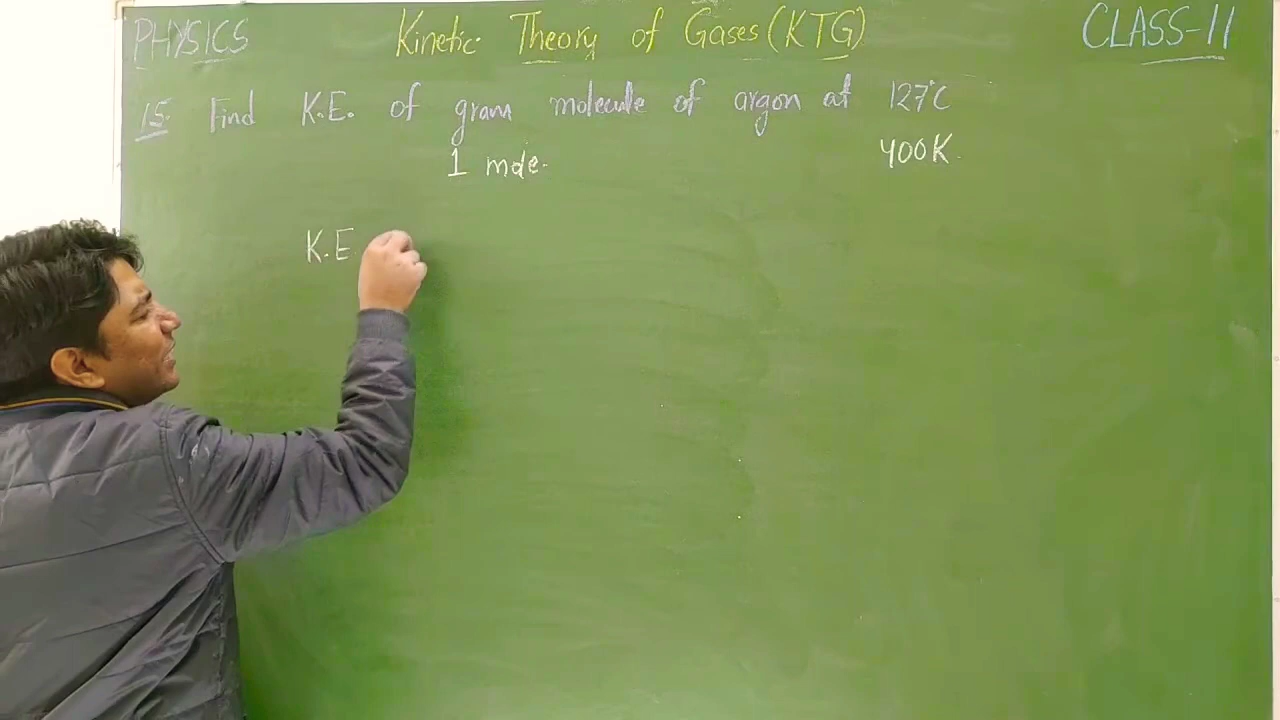 PHYSICS Kinetic Theory of Gases (KTG) CLASS-11
15. Find K.E. of gram molecule of argon at 127°C
1 mole. 400K
K.E